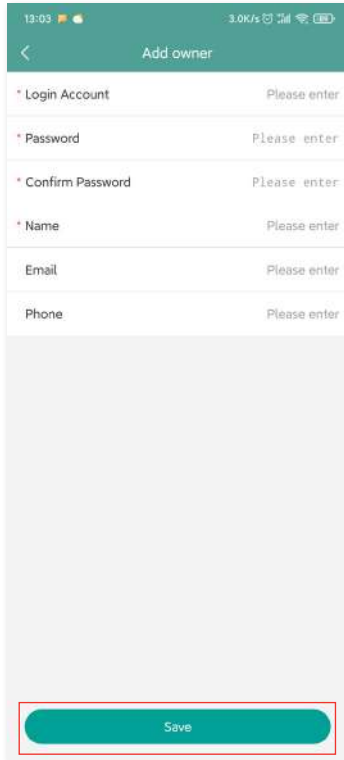 13:03 3.0K/s
Add owner
* Login Account Please enter
* Password Please enter
* Confirm Password Please enter
* Name Please enter
Email Please enter
Phone Please enter
Save